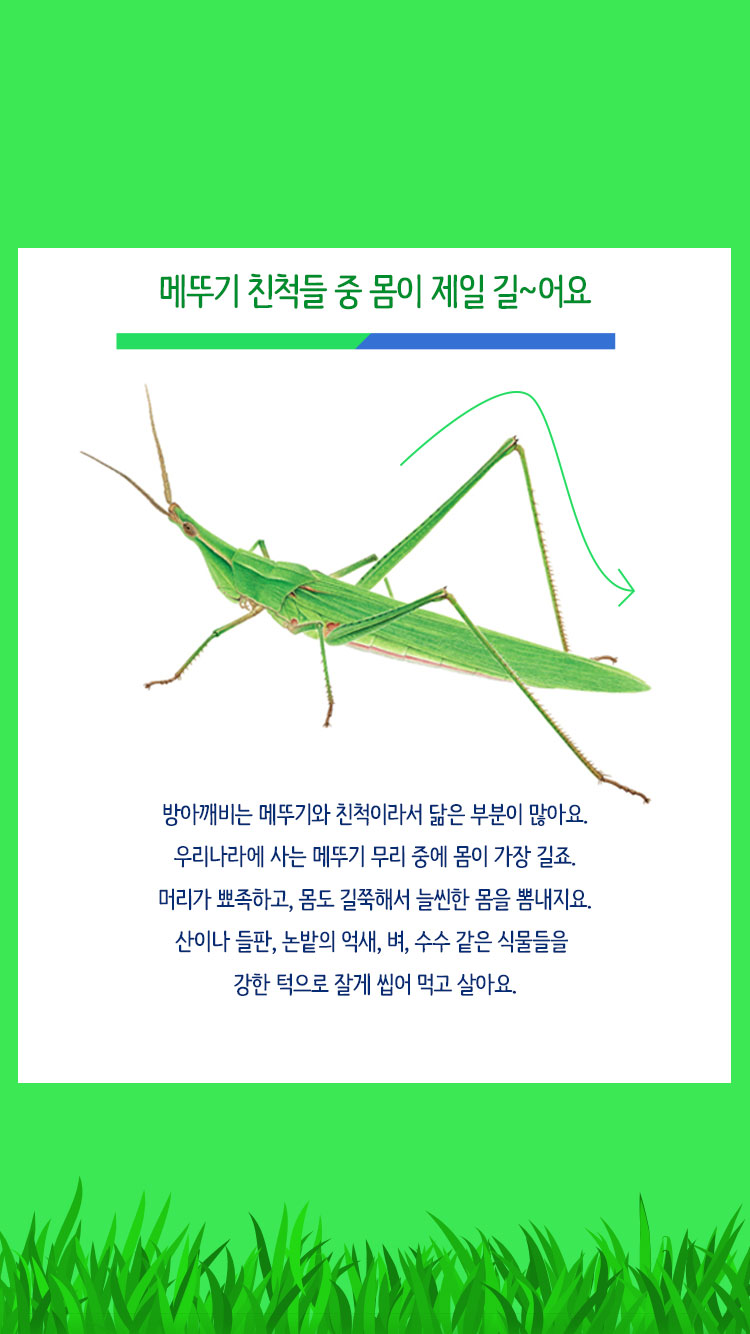 메뚜기 친척들 중 몸이 제일 길~어요
방아깨비는 메뚜기와 친척이라서 닮은 부분이 많아요.
우리나라에 사는 메뚜기 무리 중에 몸이 가장 길죠.
머리가 뾰족하고, 몸도 길쭉해서 늘씬한 몸을 뽐내지요.
산이나 들판, 논밭의 억새, 벼, 수수 같은 식물들을
강한 턱으로 잘게 씹어 먹고 살아요.